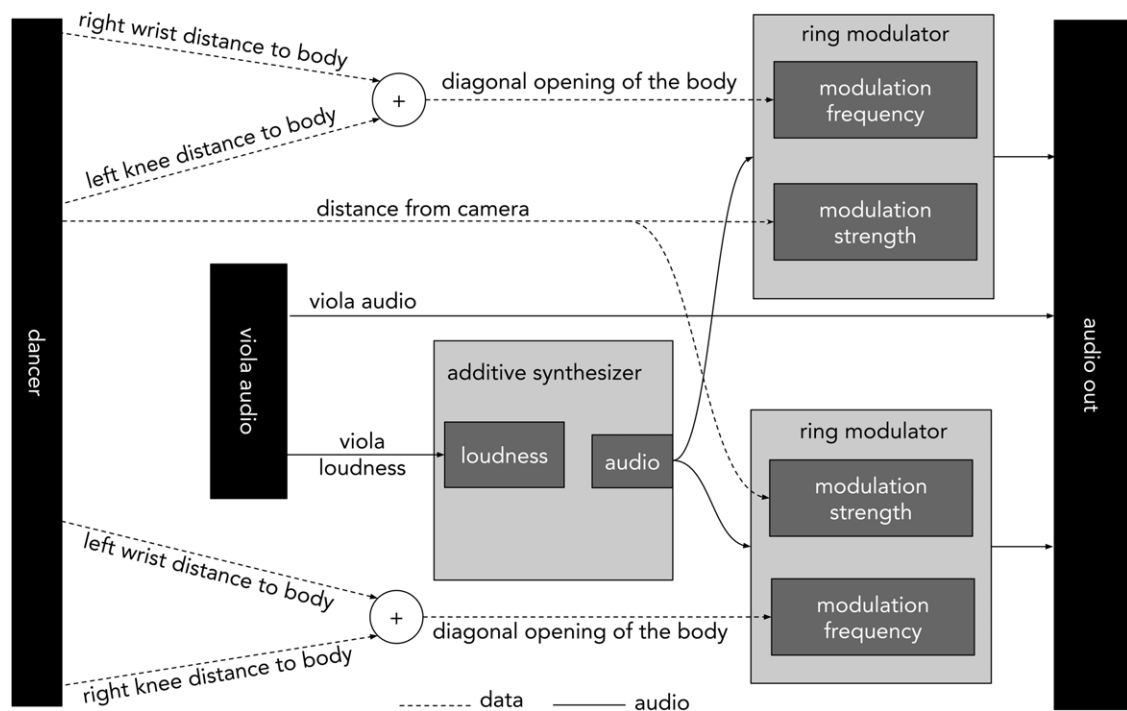 right wrist distance to body
ring modulator
diagonal opening of the body
modulation
frequency
+
left knee distance to body
distance from camera
modulation
strength
viola audio
dancer
viola audio
audio out
additive synthesizer
ring modulator
viola
loudness
loudness
audio
modulation
strength
left wrist distance to body
+
diagonal opening of the body
modulation
frequency
right knee distance to body
data
audio